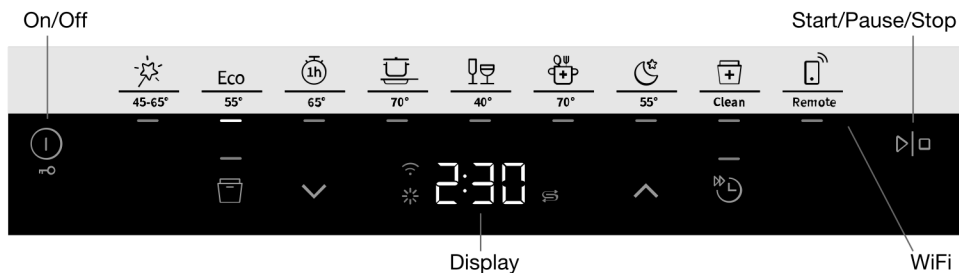 On/Off
Start/Pause/Stop
Eco
1h
45-65°
55°
65°
70°
40°
70°
55°
Clean
Remote
2:30
Display
WiFi